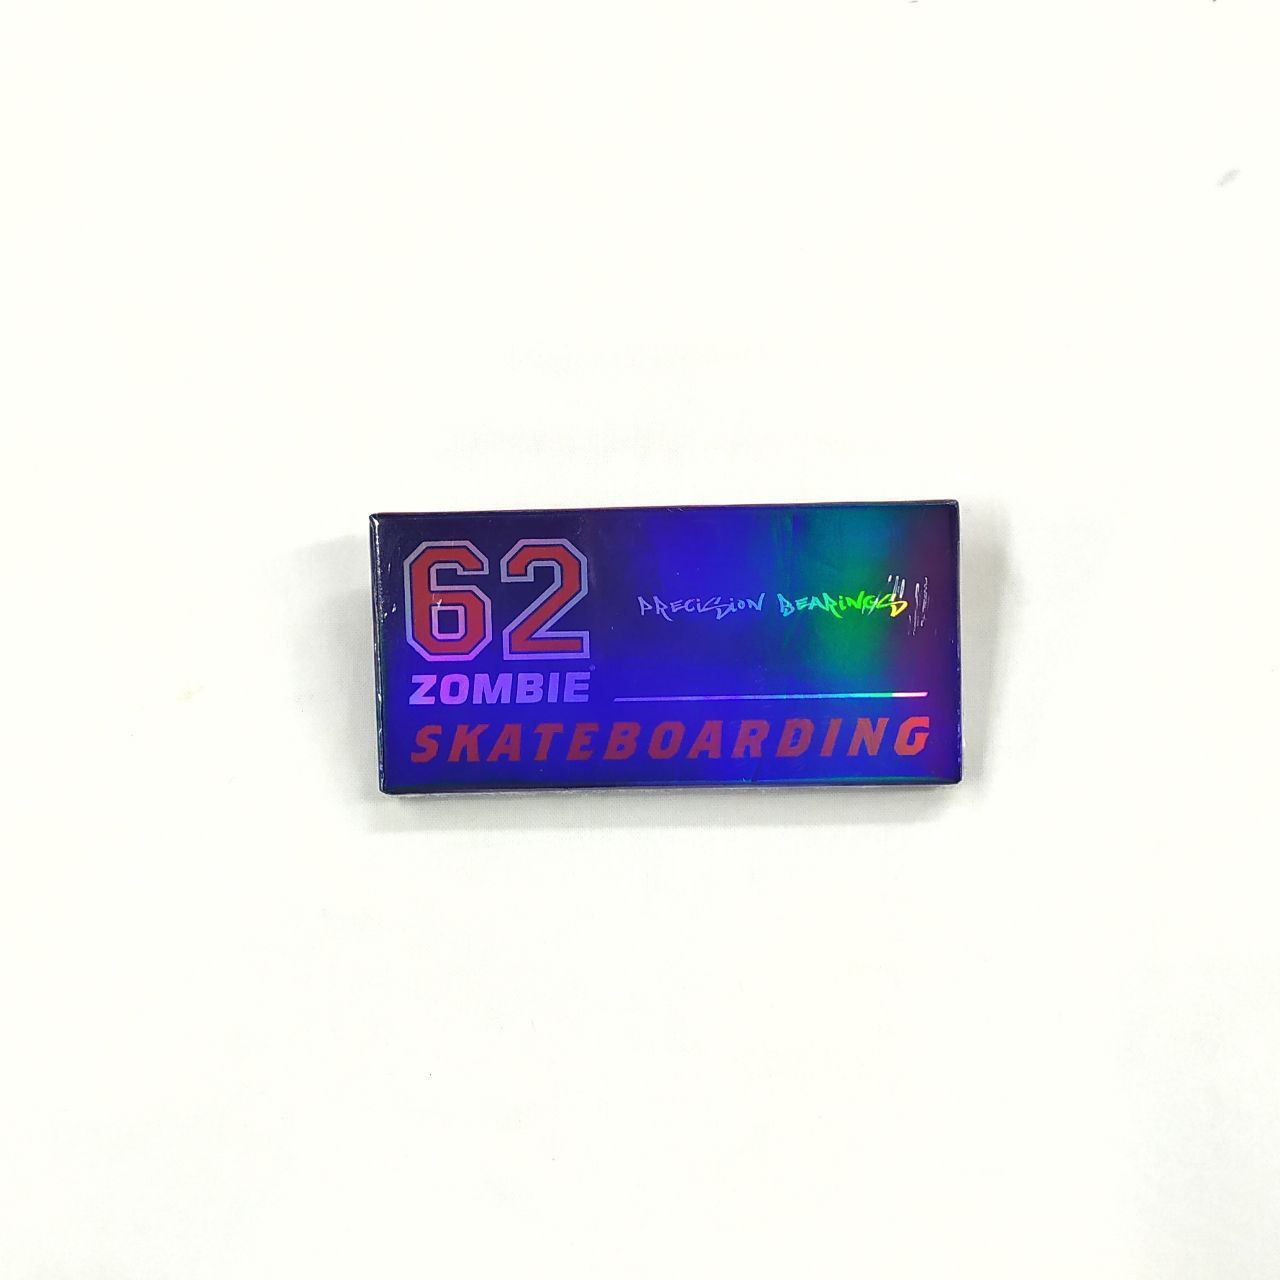 62
ZOMBIE
PRECISION BEARINGS
SKATEBOARDING